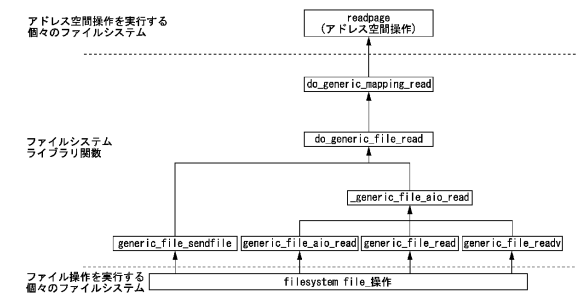 アドレス空間操作を実行する
個々のファイルシステム
readpage
(アドレス空間操作)
do_generic_mapping_read
ファイルシステム
ライブラリ関数
do_generic_file_read
_generic_file_aio_read
generic_file_sendfile
generic_file_aio_read
generic_file_read
generic_file_readv
ファイル操作を実行する
個々のファイルシステム
filesystem file_操作